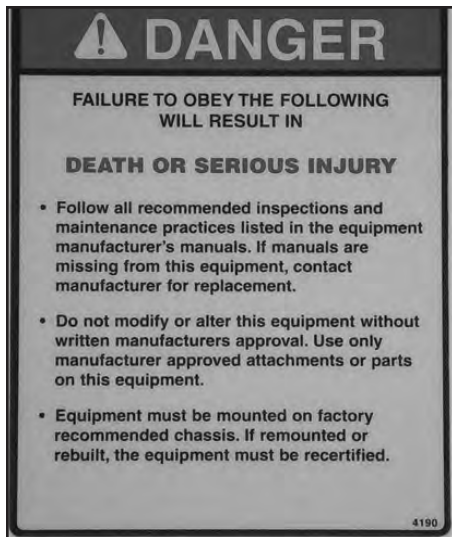 DANGER
FAILURE TO OBEY THE FOLLOWING
WILL RESULT IN
DEATH OR SERIOUS INJURY
• Follow all recommended inspections and
maintenance practices listed in the equipment
manufacturer's manuals. If manuals are
missing from this equipment, contact
manufacturer for replacement.
• Do not modify or alter this equipment without
written manufacturers approval. Use only
manufacturer approved attachments or parts
on this equipment.
• Equipment must be mounted on factory
recommended chassis. If remounted or
rebuilt, the equipment must be recertified.
4190